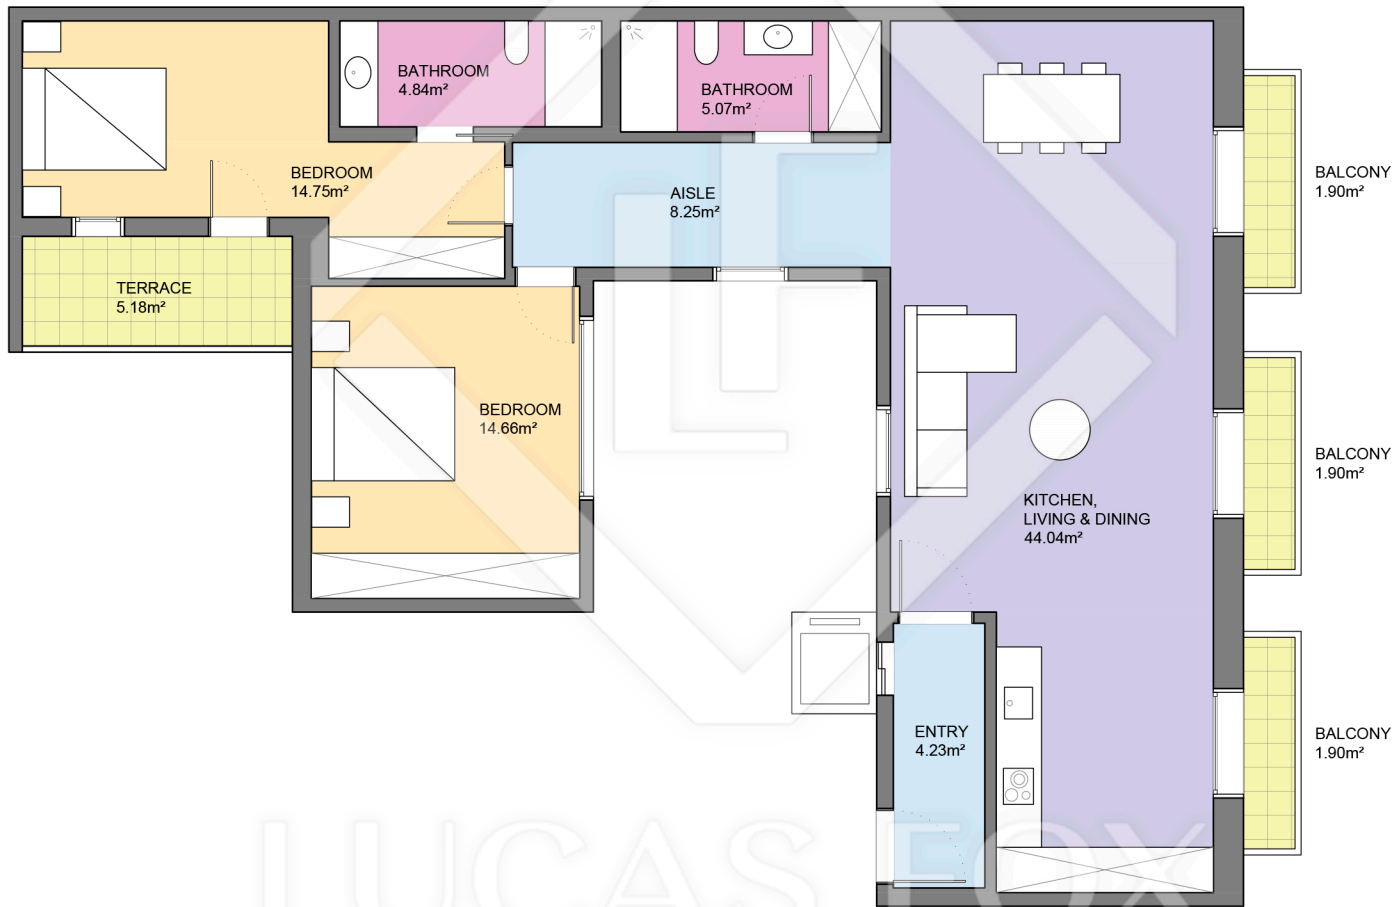 BATHROOM
4.84m²
BATHROOM
5.07m²
BEDROOM
14.75m²
AISLE
8.25m²
BALCONY
1.90m²
TERRACE
5.18m²
BEDROOM
14.66m²
BALCONY
1.90m²
KITCHEN,
LIVING & DINING
44.04m²
ENTRY
4.23m²
BALCONY
1.90m²
LUCAS FOX